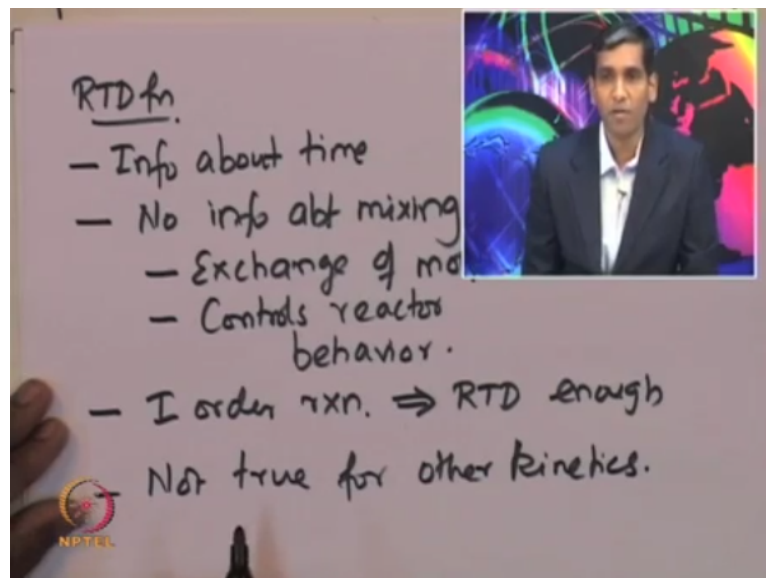 RTD fn.
- Info about time
- No info abt mixing
- Exchange of mo
- Controls reactor
behavior.
- I order rxn. ⇒ RTD enough
- Not true for other kinetics.
NPTEL